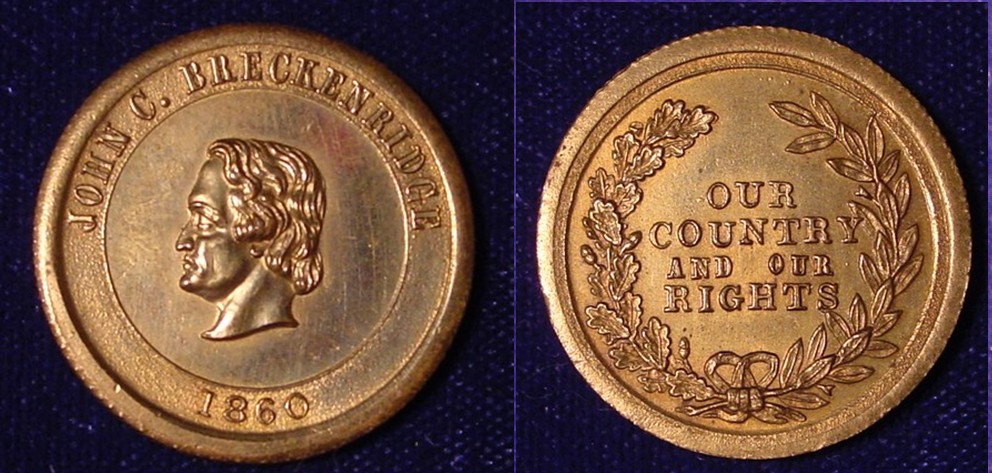 JOHN C. BRECKENRIDGE
1860
OUR
COUNTRY
AND OUR
RIGHTS